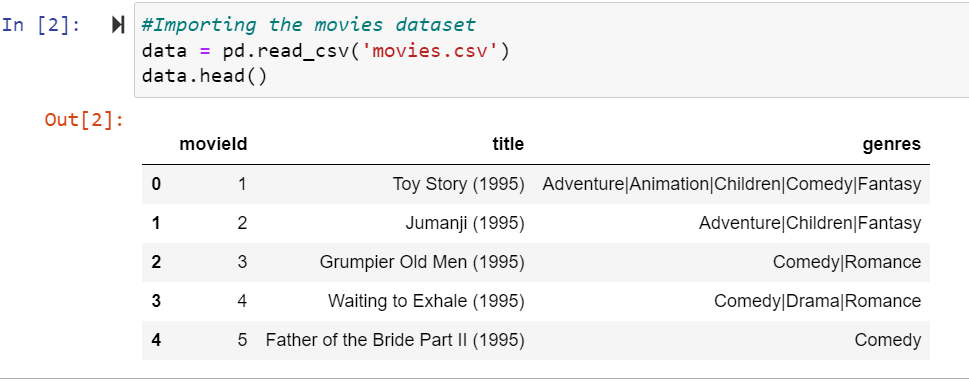 In [2]: #Importing the movies dataset
data = pd.read_csv('movies.csv')
data.head()
Out[2]:
movieId title genres
0 1 Toy Story (1995) Adventure|Animation|Children|Comedy|Fantasy
1 2 Jumanji (1995) Adventure|Children|Fantasy
2 3 Grumpier Old Men (1995) Comedy|Romance
3 4 Waiting to Exhale (1995) Comedy|Drama|Romance
4 5 Father of the Bride Part II (1995) Comedy